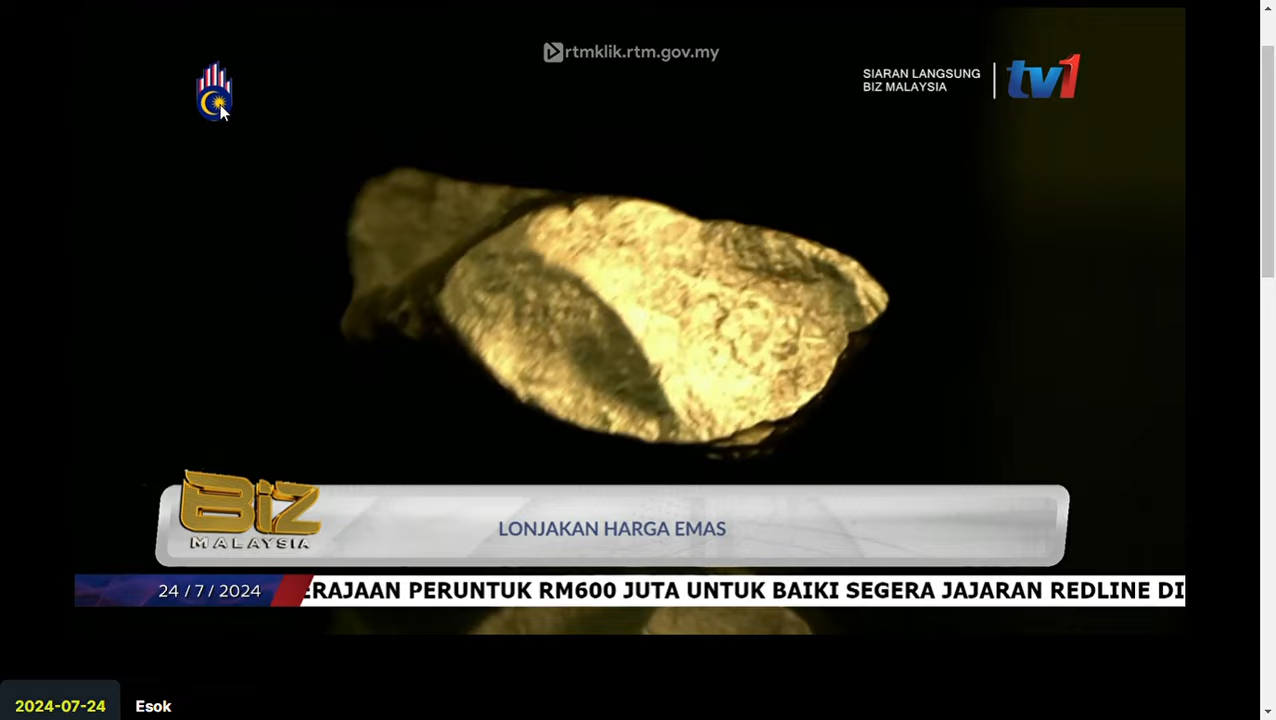 rtmklik.rtm.gov.my
SIARAN LANGSUNG
BIZ MALAYSIA
tv1
BiZ
MALAYSIA
LONJAKAN HARGA EMAS
24 / 7 / 2024
ERAJAAN PERUNTUK RM600 JUTA UNTUK BAIKI SEGERA JAJARAN REDLINE DI
2024-07-24
Esok